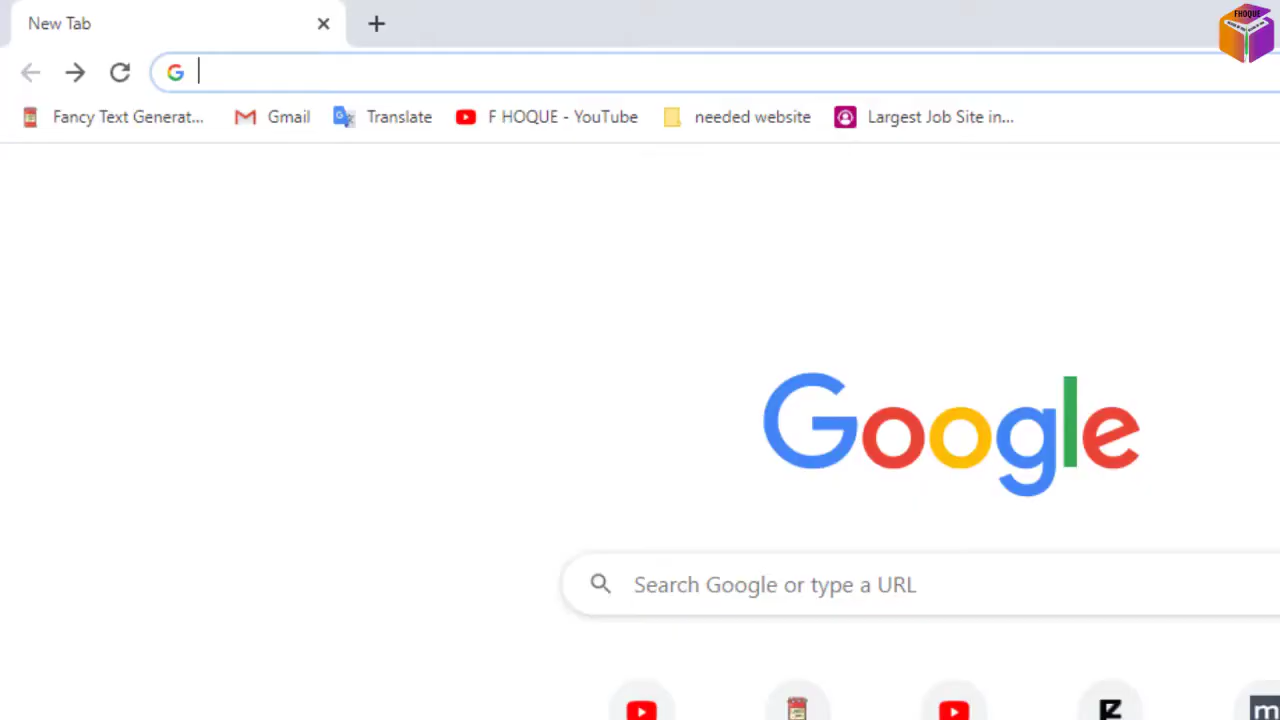 New Tab
FHOQUE
Fancy Text Generat...
Gmail
Translate
F HOQUE - YouTube
needed website
Largest Job Site in...
Google
Search Google or type a URL